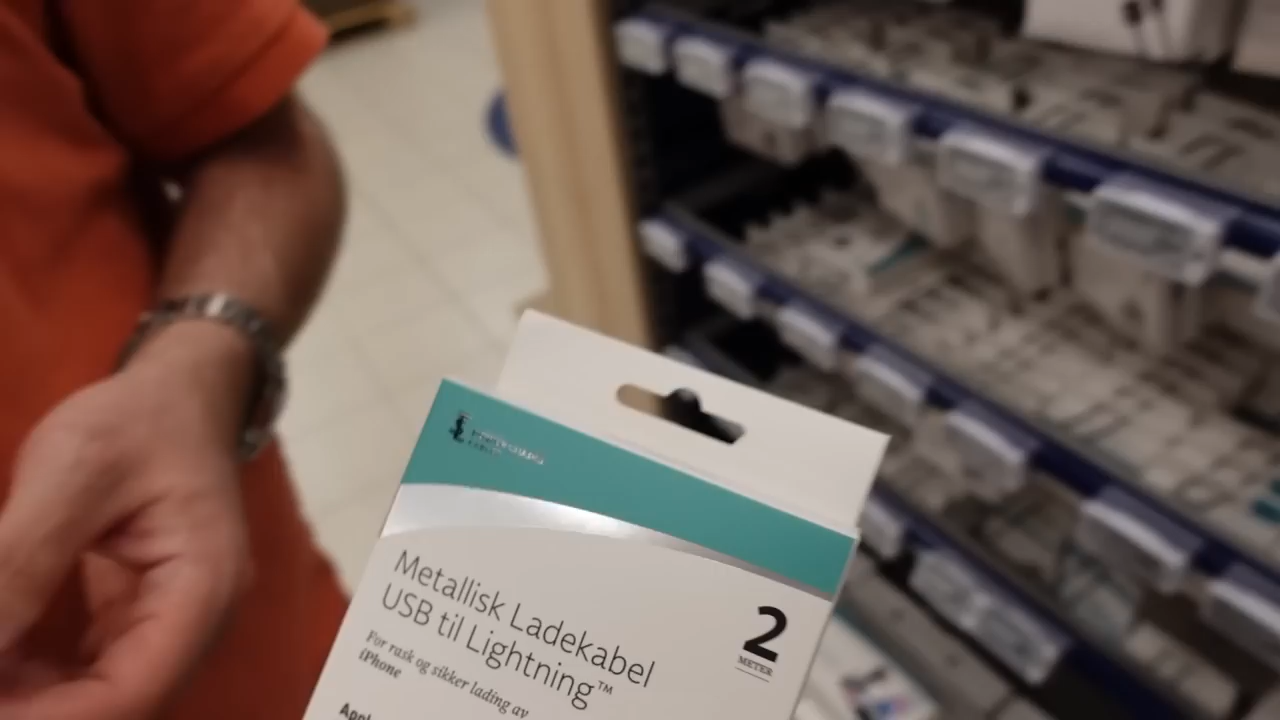 Metallisk Ladekabel
USB til Lightning™
For rask og sikker lading av
iPhone
2
METER